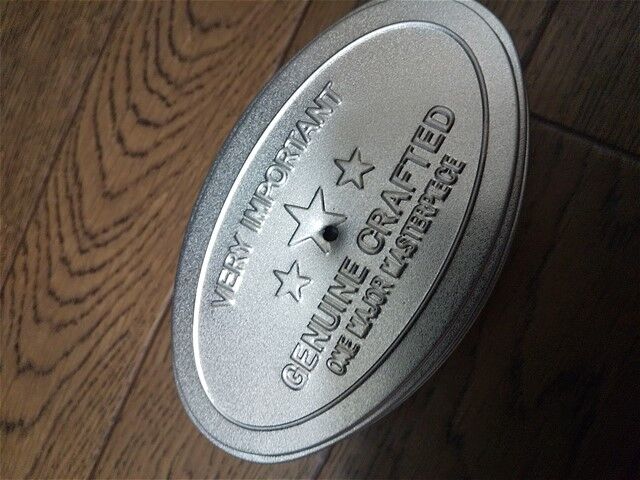 VERY IMPORTANT
GENUINE CRAFTED
ONE MAJOR MASTERPIECE